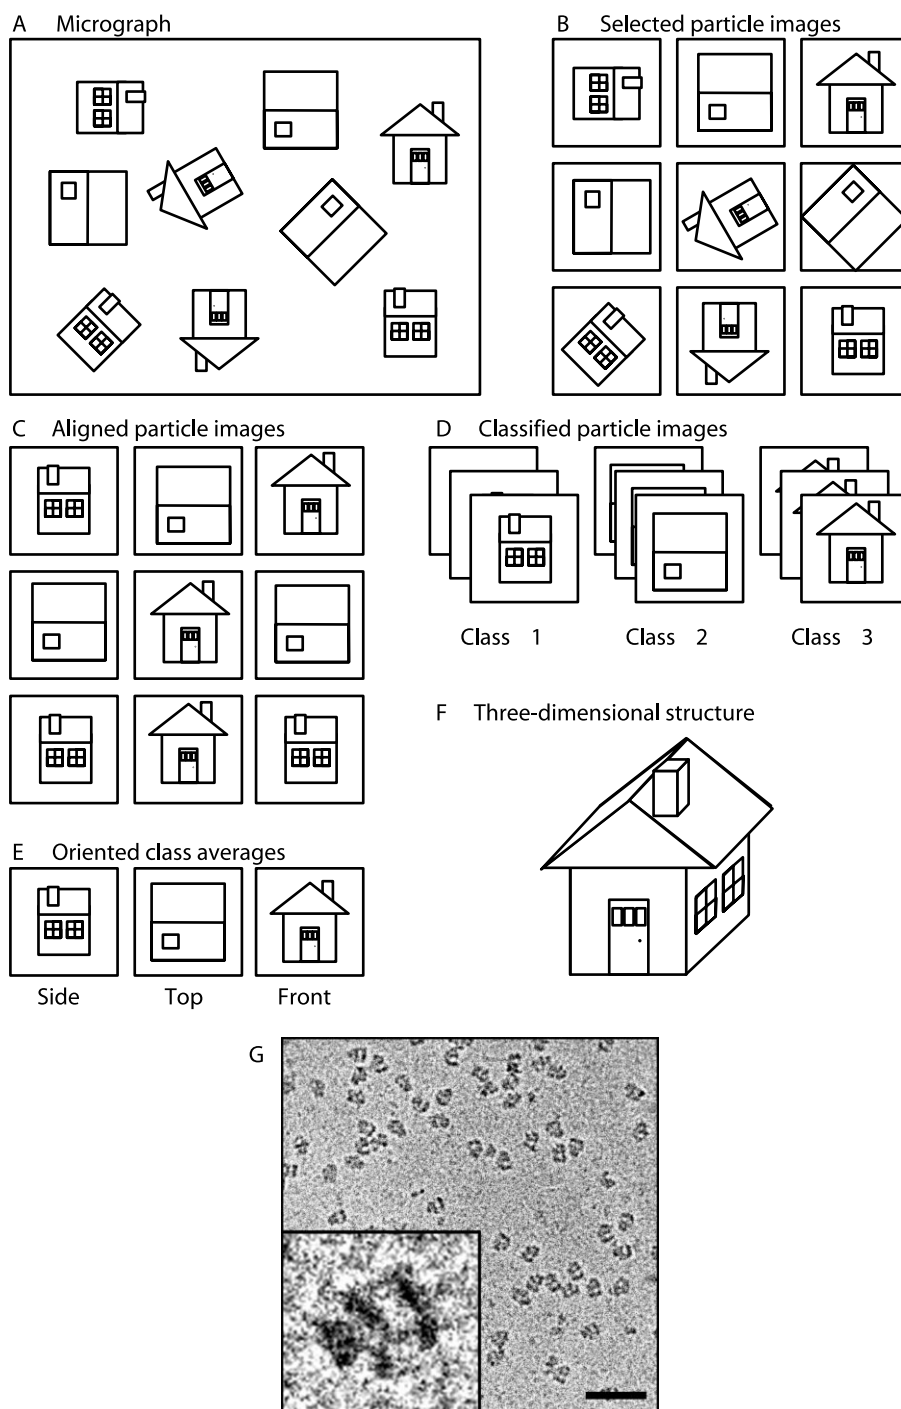 A Micrograph
B Selected particle images
C Aligned particle images
D Classified particle images
Class 1 Class 2 Class 3
E Oriented class averages
Side Top Front
F Three-dimensional structure
G